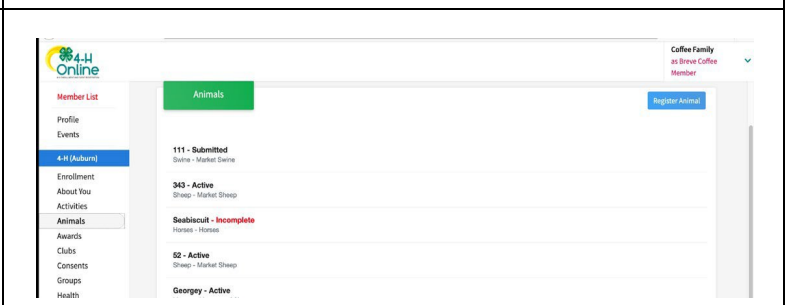 4-H
Online
Coffee Family
as Breve Coffee
Member
Member List
Profile
Events
4-H (Auburn)
Enrollment
About You
Activities
Animals
Awards
Clubs
Consents
Groups
Health
Animals
Register Animal
111 - Submitted
Swine - Market Swine
343 - Active
Sheep - Market Sheep
Seabiscuit - Incomplete
Horses - Horses
52 - Active
Sheep - Market Sheep
Georgey - Active